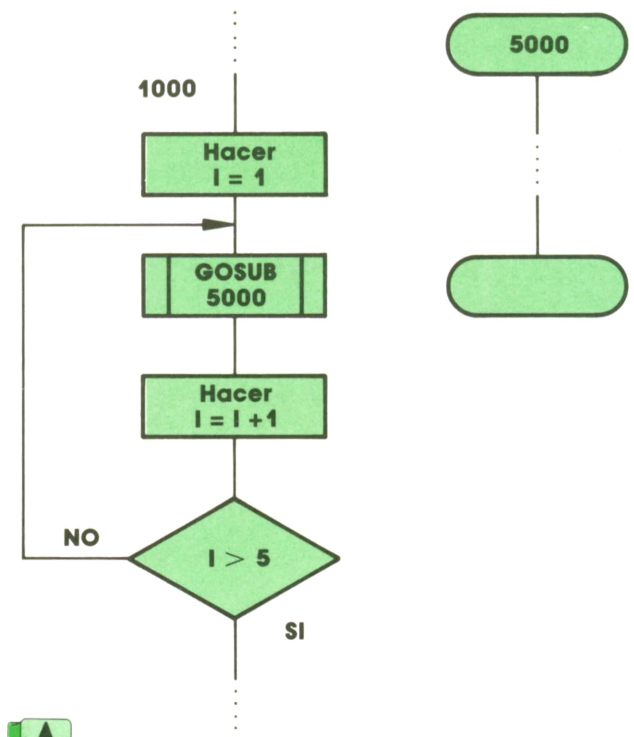 1000
Hacer
I = 1
GOSUB
5000
Hacer
I = I +1
I > 5
NO
SI
5000